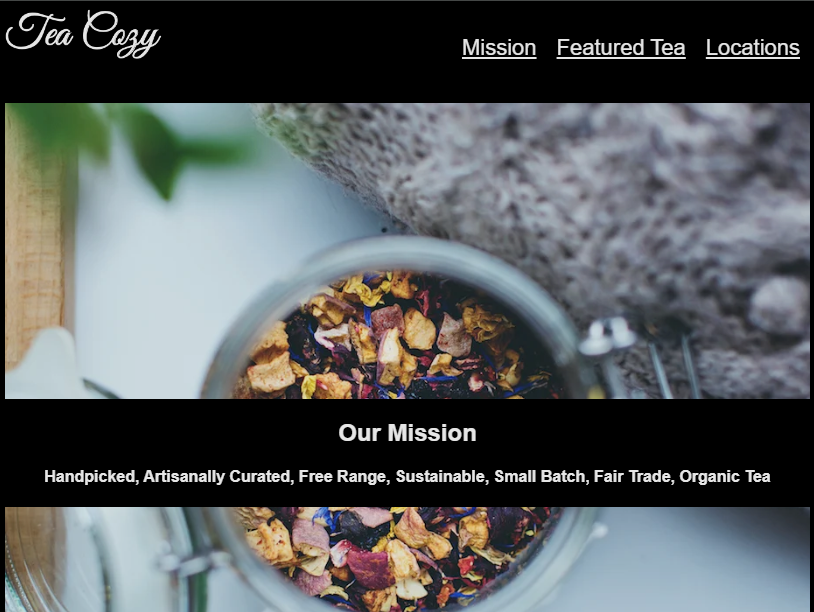 Tea Cozy
Mission Featured Tea Locations
Our Mission
Handpicked, Artisanally Curated, Free Range, Sustainable, Small Batch, Fair Trade, Organic Tea